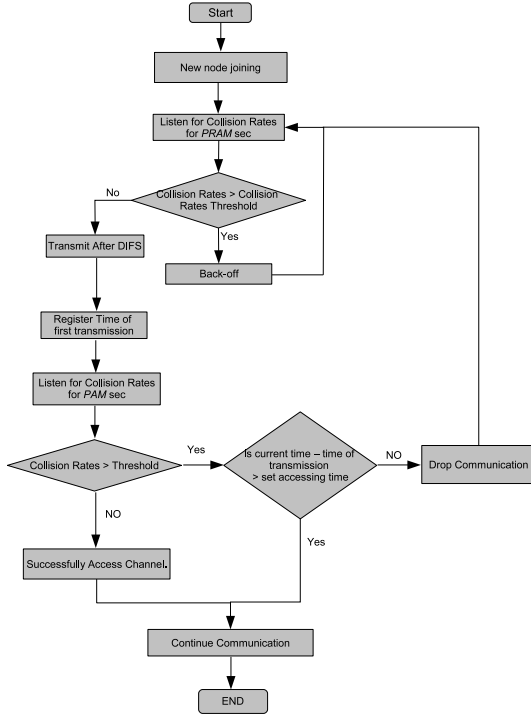 Start
New node joining
Listen for Collision Rates
for PRAM sec
Collision Rates > Collision
Rates Threshold
No
Yes
Transmit After DIFS
Back-off
Register Time of
first transmission
Listen for Collision Rates
for PAM sec
Collision Rates > Threshold
Yes
Is current time – time of
transmission
> set accessing time
NO
Drop Communication
NO
Yes
Successfully Access Channel.
Continue Communication
END